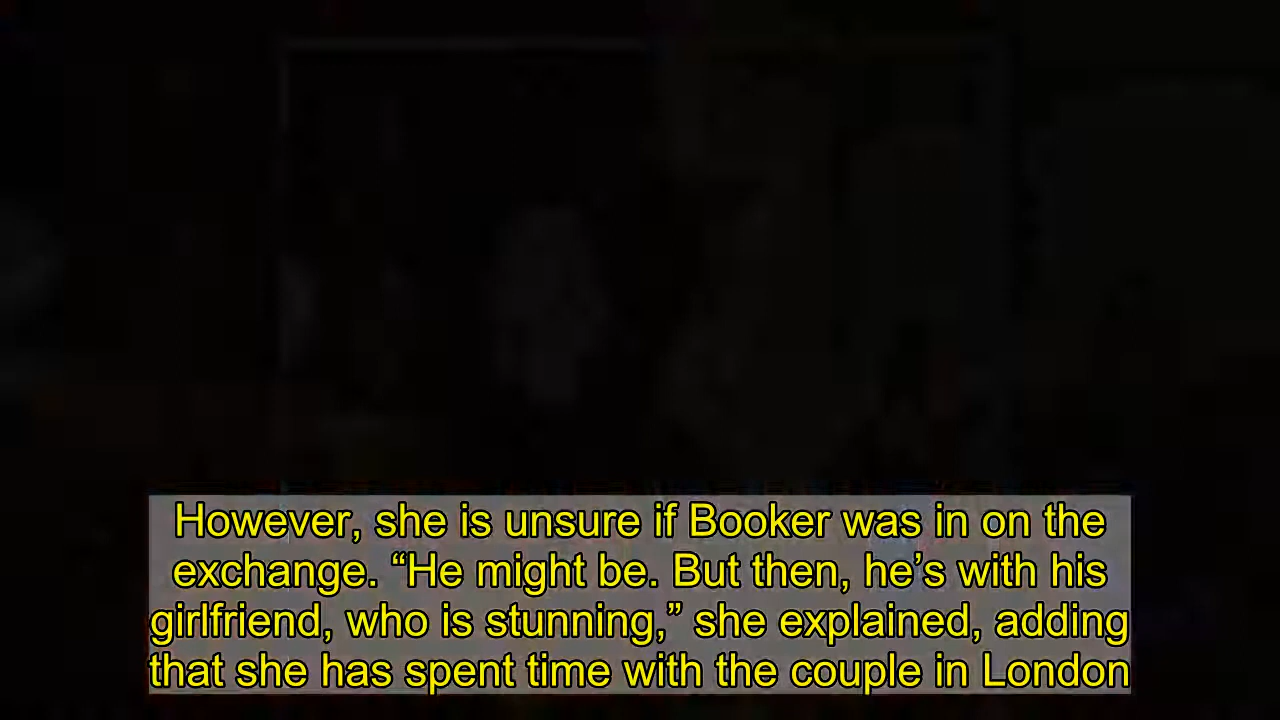 However, she is unsure if Booker was in on the
exchange. “He might be. But then, he’s with his
girlfriend, who is stunning,” she explained, adding
that she has spent time with the couple in London